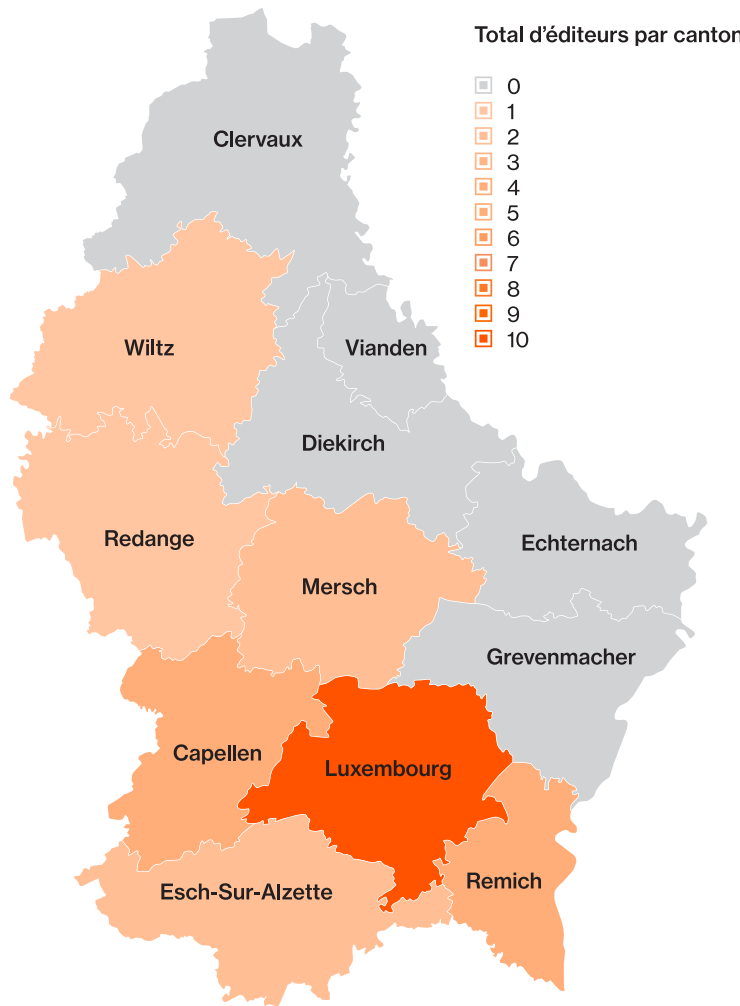 Total d’éditeurs par canton
0
1
2
3
4
5
6
7
8
9
10
Clervaux
Wiltz
Vianden
Diekirch
Redange
Echternach
Mersch
Grevenmacher
Capellen
Luxembourg
Remich
Esch-Sur-Alzette